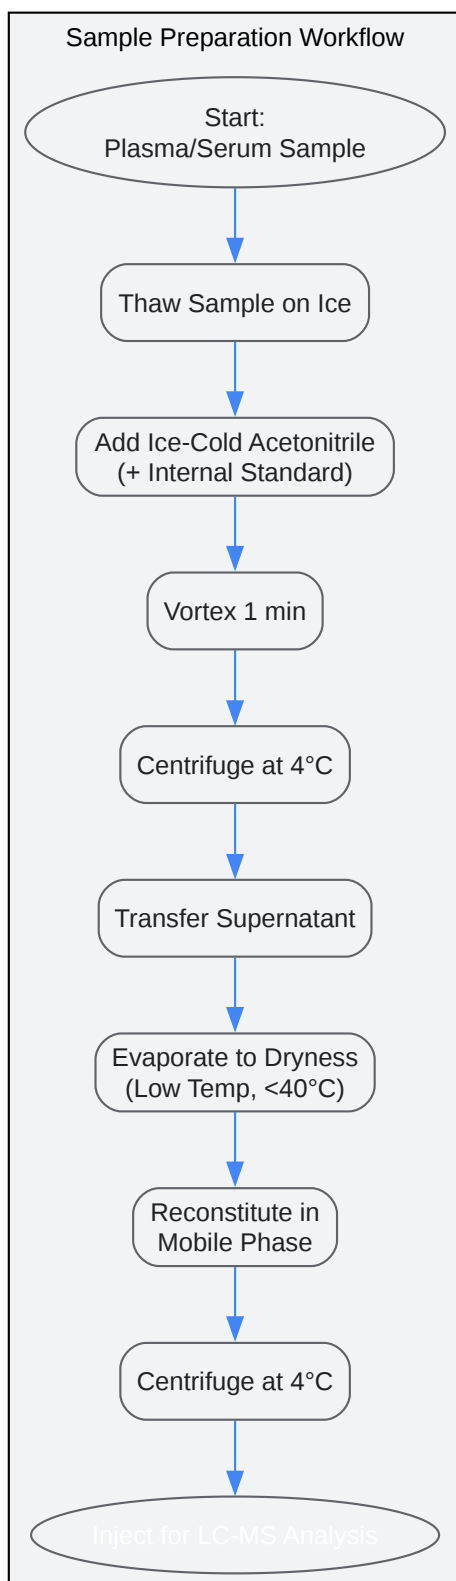 Sample Preparation Workflow
Start:
Plasma/Serum Sample
Thaw Sample on Ice
Add Ice-Cold Acetonitrile
(+ Internal Standard)
Vortex 1 min
Centrifuge at 4°C
Transfer Supernatant
Evaporate to Dryness
(Low Temp, <40°C)
Reconstitute in
Mobile Phase
Centrifuge at 4°C
Inject for LC-MS Analysis